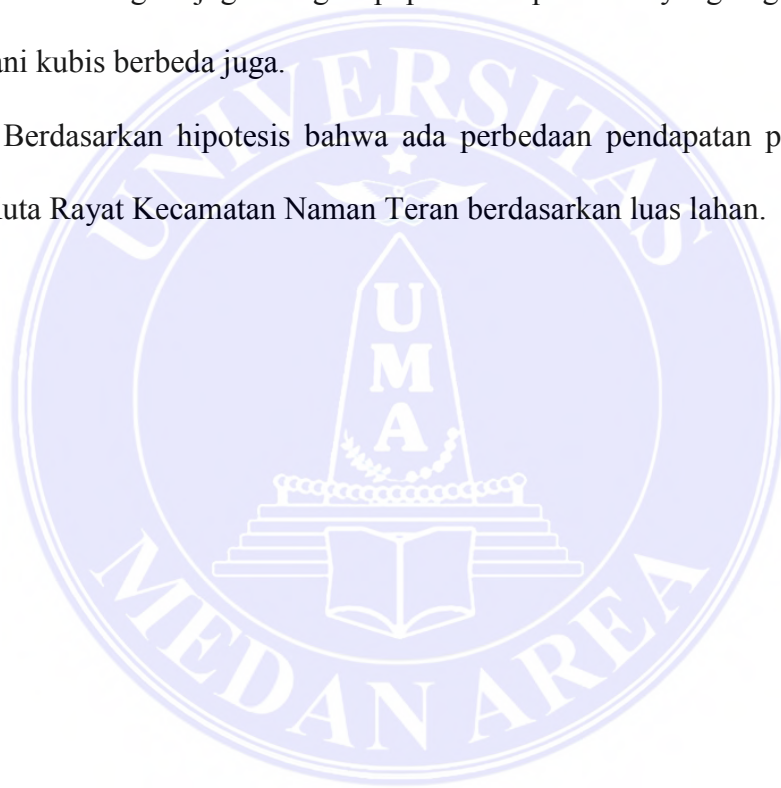 ani kubis berbeda juga.
Berdasarkan hipotesis bahwa ada perbedaan pendapatan p
uta Rayat Kecamatan Naman Teran berdasarkan luas lahan.
UNIVERSITAS
UMA
MEDAN AREA